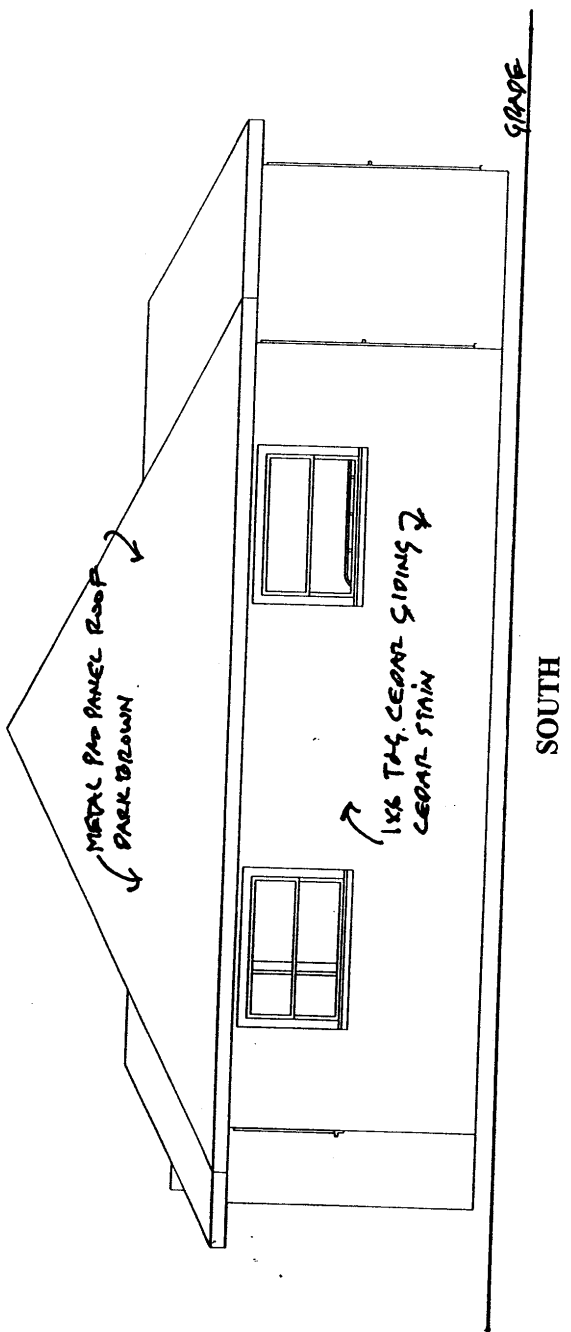 METAL PRO PANEL ROOF
DARK BROWN
1X6 T&G. CEDAR SIDING
CEDAR STAIN
GRADE
SOUTH